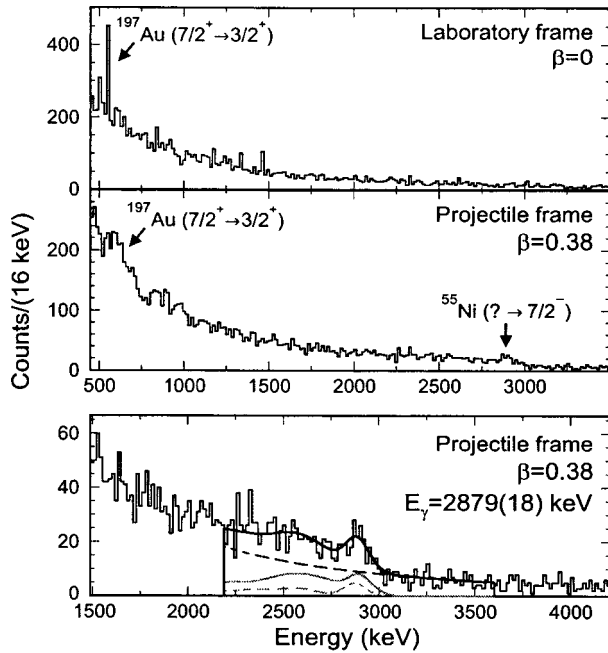 Laboratory frame
β=0
197Au (7/2+→3/2+)
400
200
0
Projectile frame
β=0.38
197Au (7/2+→3/2+)
55Ni (? → 7/2−)
200
100
0
500 1000 1500 2000 2500 3000
Counts/(16 keV)
Projectile frame
β=0.38
Eγ=2879(18) keV
60
40
20
0
1500 2000 2500 3000 3500 4000
Energy (keV)